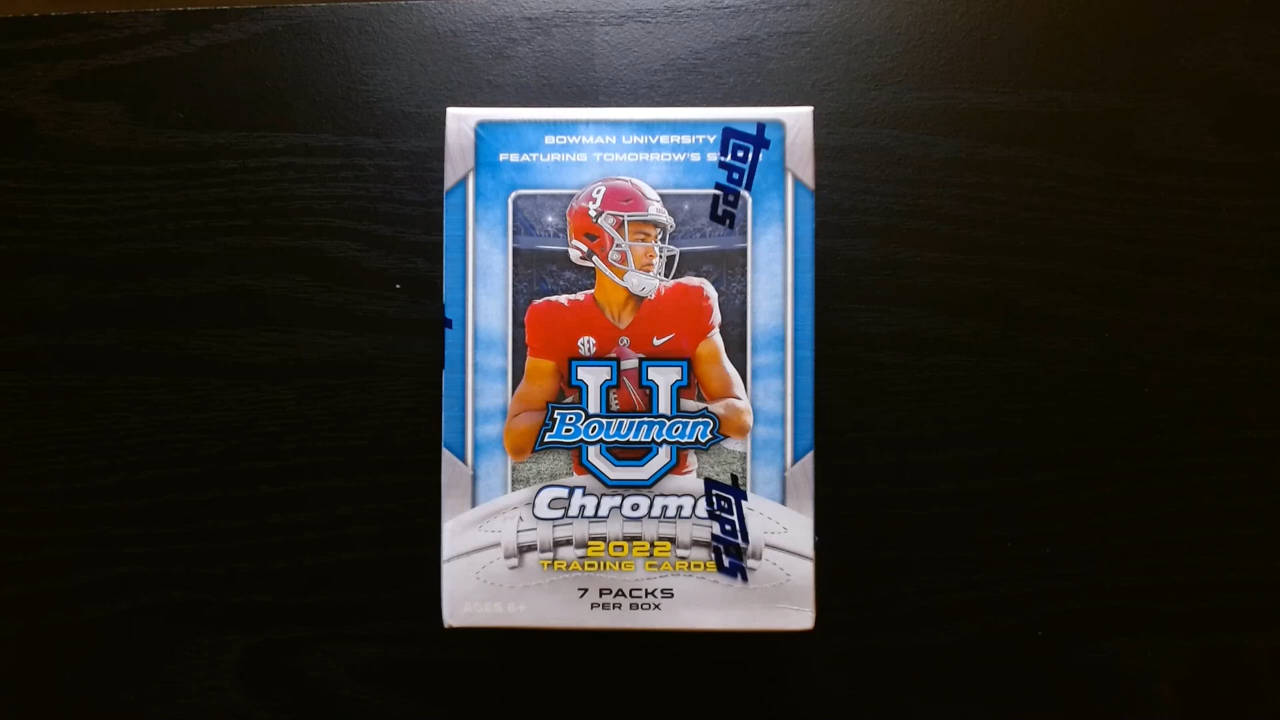 BOWMAN UNIVERSITY
FEATURING TOMORROW'S
topps
9
SEC
A
U
Bowman
Chrome
topps
2022
TRADING CARDS
7 PACKS
PER BOX
AGES 6+